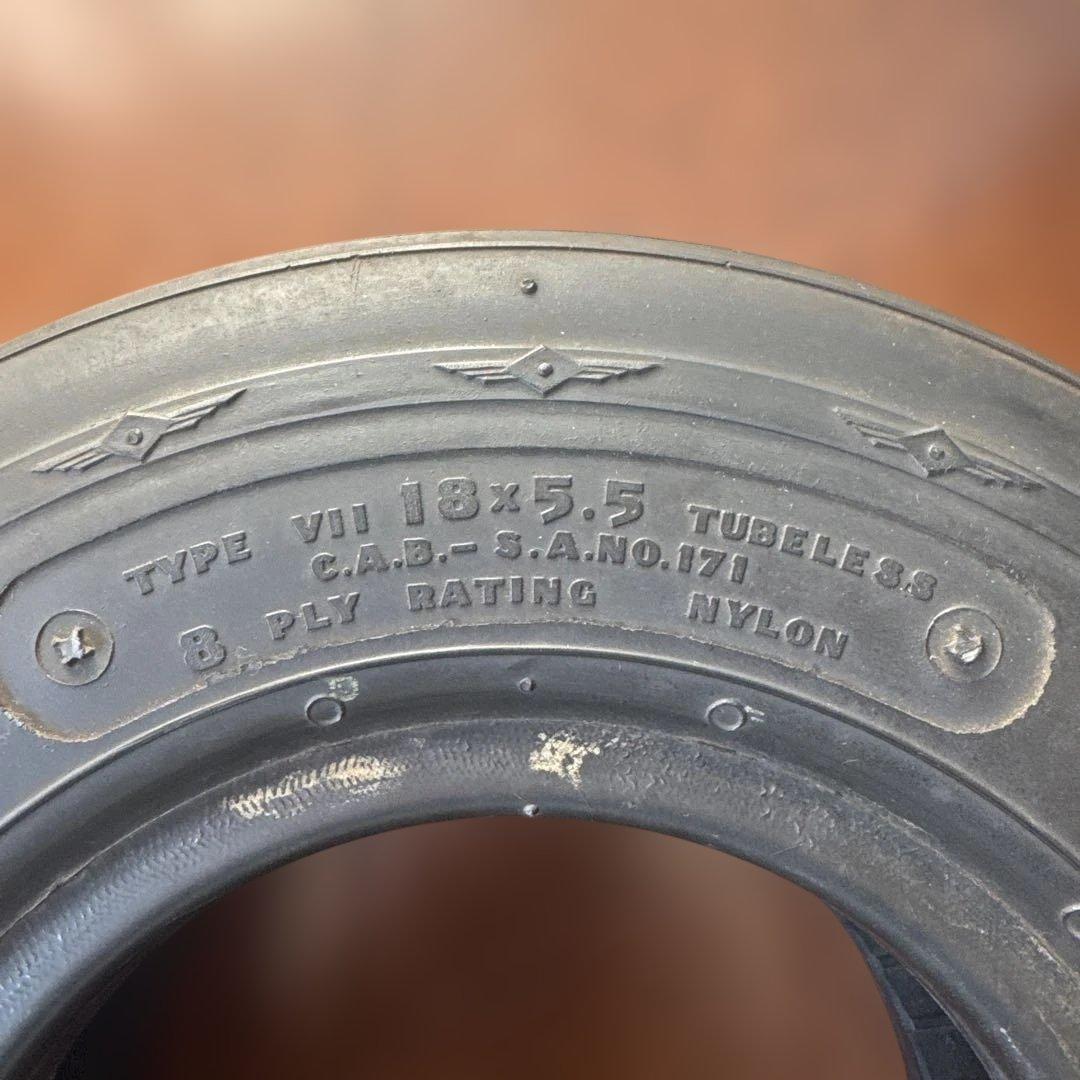 TYPE VII 18x5.5 TUBELESS
C.A.B.- S.A.NO.171
8 PLY RATING NYLON